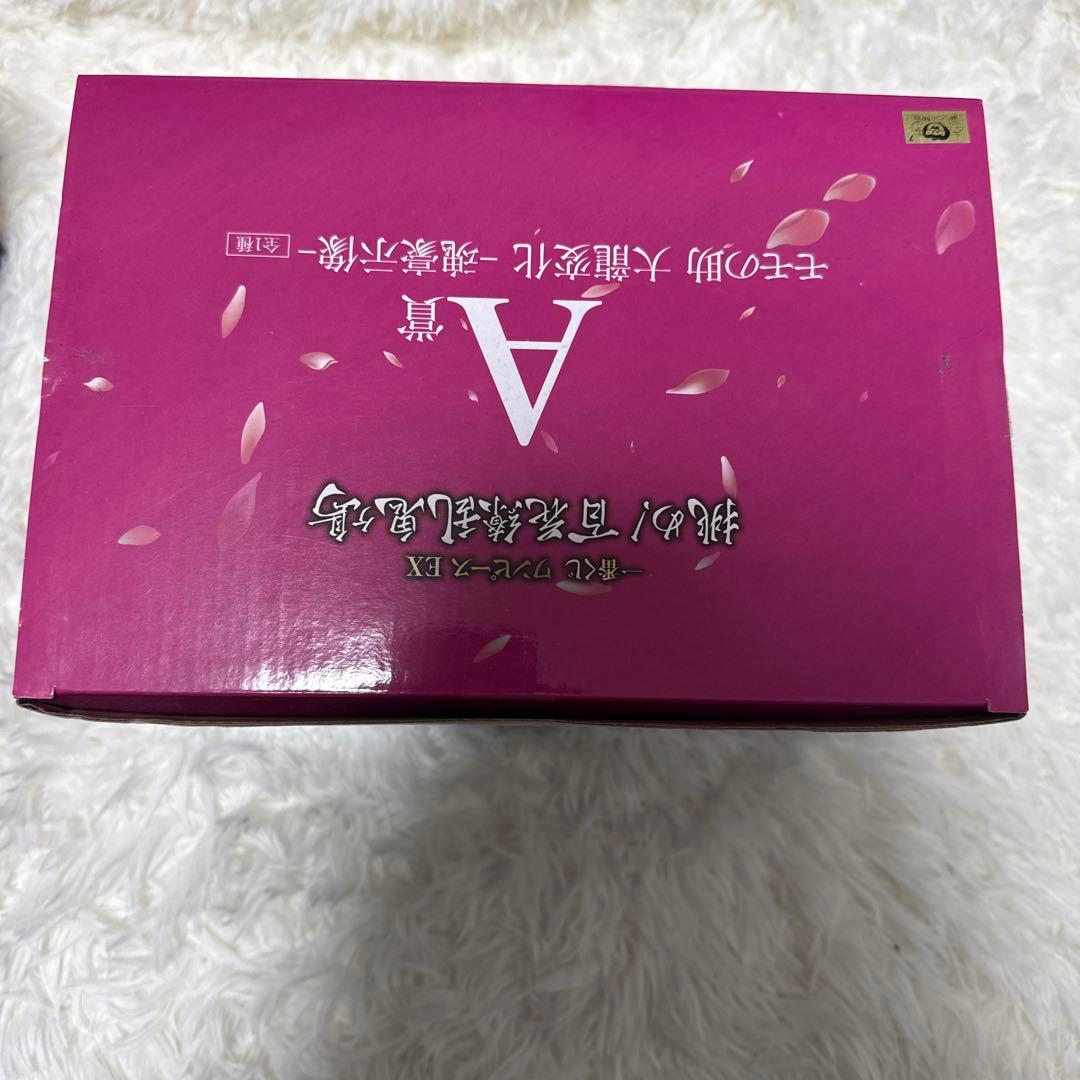 一番くじ ワンピース EX
挑め!百花繚乱鬼ヶ島
A賞
モモの助 大龍変化 -魂豪示像- 全1種